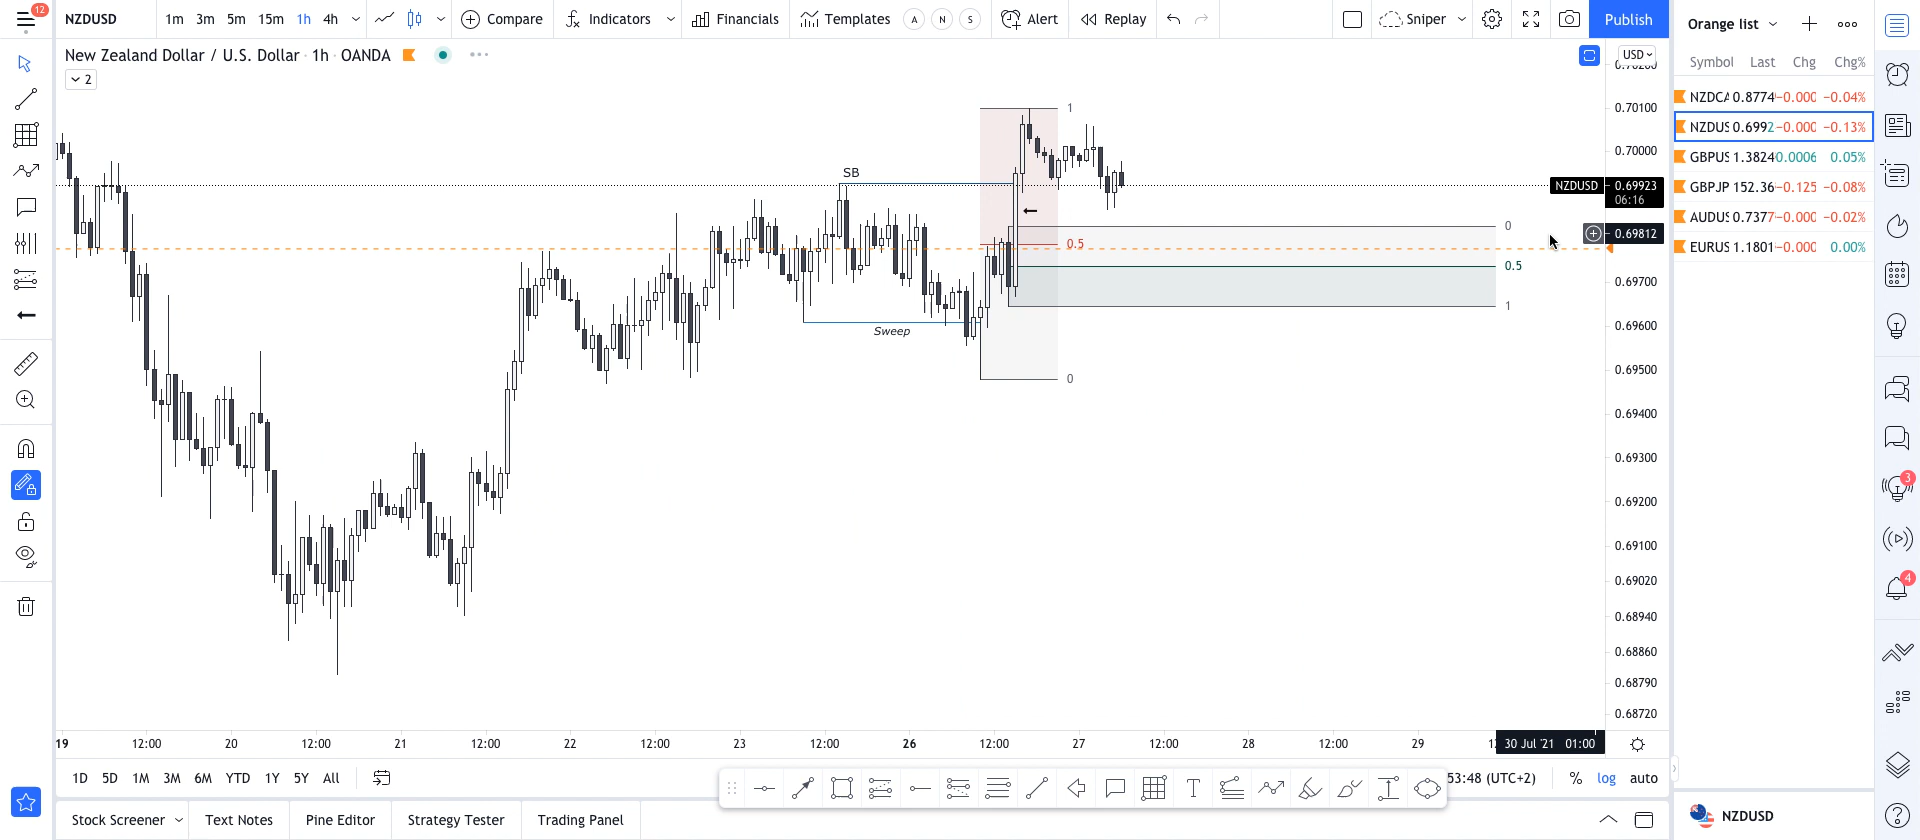 12
NZDUSD 1m 3m 5m 15m 1h 4h Compare Indicators Financials Templates A N S Alert Replay Sniper Publish
New Zealand Dollar / U.S. Dollar · 1h · OANDA
2
USD
0.70100
0.70000
0.69700
0.69600
0.69500
0.69400
0.69300
0.69200
0.69100
0.69020
0.68940
0.68860
0.68790
0.68720
NZDUSD 0.69923
06:16
0.69812
1
SB
0.5
0
Sweep
0
0.5
1
19 12:00 20 12:00 21 12:00 22 12:00 23 12:00 26 12:00 27 12:00 28 12:00 29 30 Jul '21 01:00
1D 5D 1M 3M 6M YTD 1Y 5Y All
53:48 (UTC+2) % log auto
Stock Screener Text Notes Pine Editor Strategy Tester Trading Panel
Orange list
Symbol Last Chg Chg%
NZDCA 0.8774 −0.000 −0.04%
NZDUS 0.6992 −0.000 −0.13%
GBPUS 1.3824 0.0006 0.05%
GBPJP 152.36 −0.125 −0.08%
AUDUS 0.7377 −0.000 −0.02%
EURUS 1.1801 −0.000 0.00%
NZDUSD
3
4